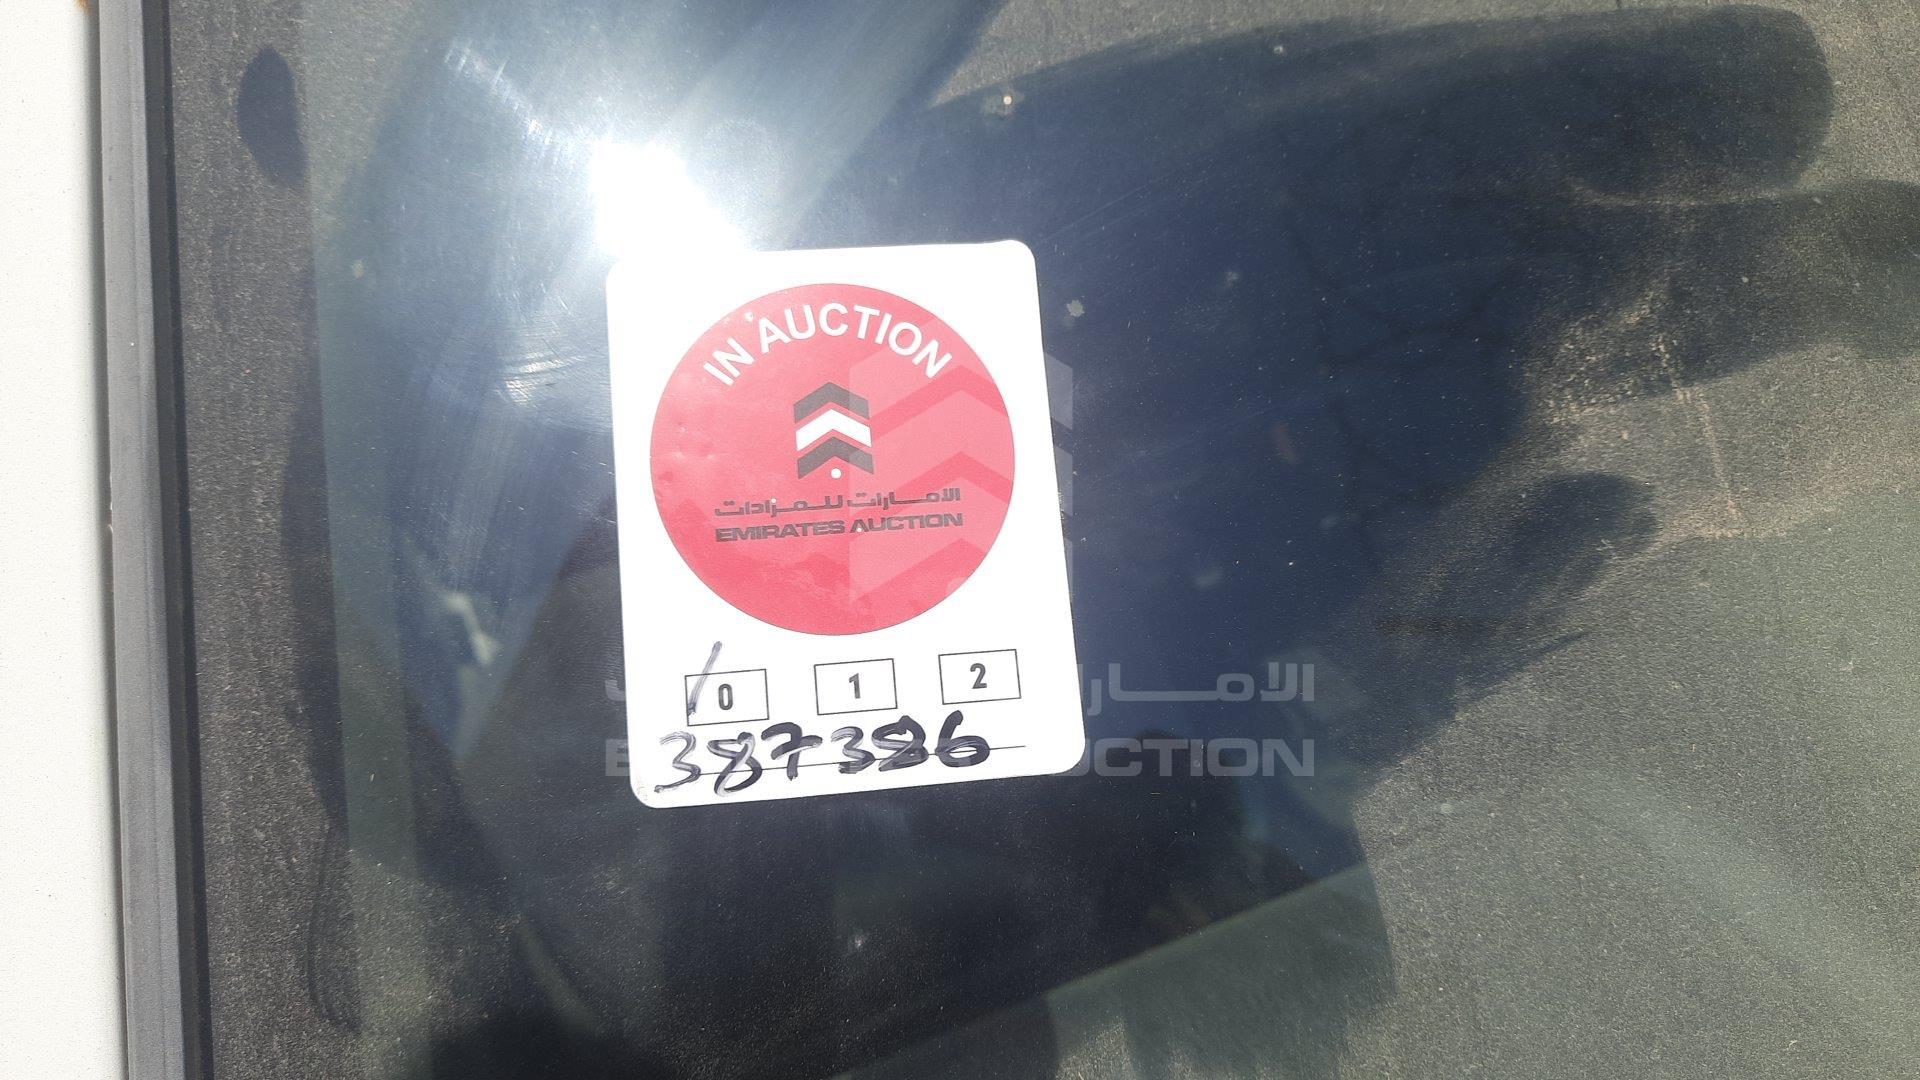 IN AUCTION
الامارات للمزادات
EMIRATES AUCTION
0 1 2
387386